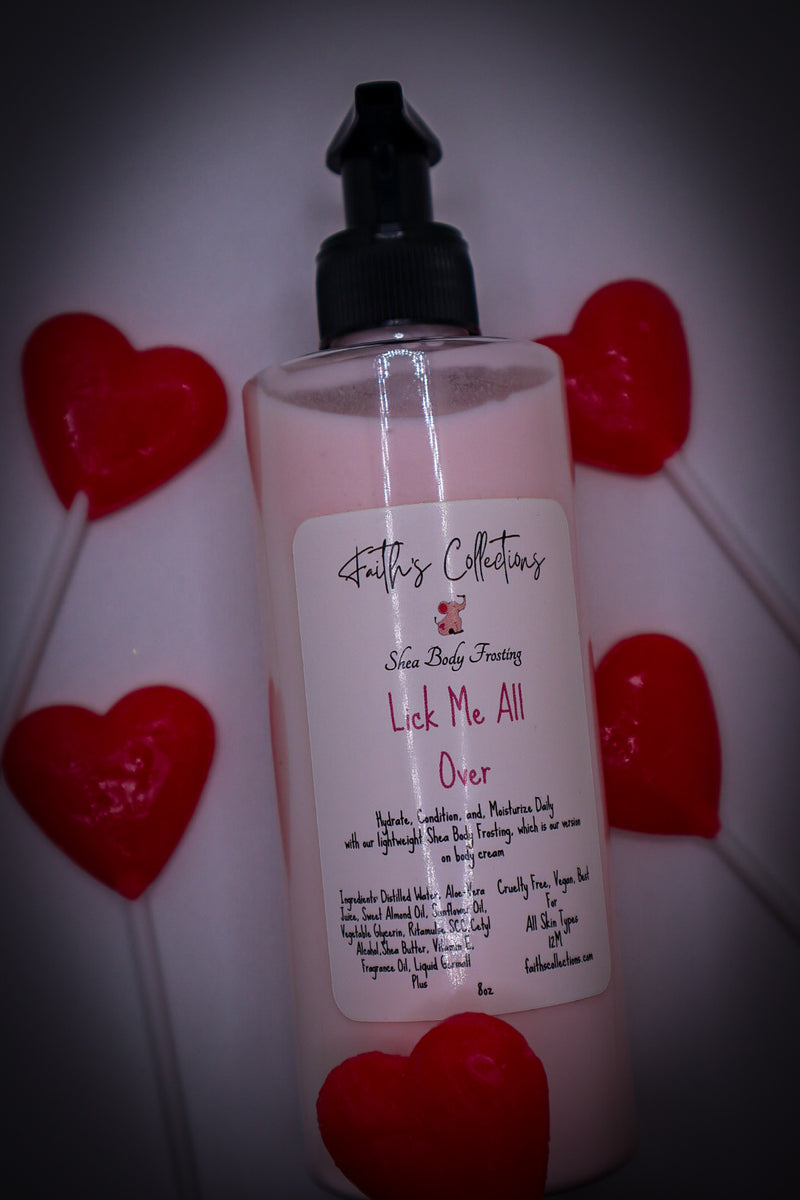 Faith's Collections
Shea Body Frosting
Lick Me All
Over
Hydrate, Condition, and, Moisturize Daily
with our lightweight Shea Body Frosting, which is our version
on body cream
Ingredients: Distilled Water, Aloe Vera
Juice, Sweet Almond Oil, Sunflower Oil,
Vegetable Glycerin, Ritamulse SCG,Cetyl
Alcohol,Shea Butter, Vitamin E,
Fragrance Oil, Liquid Germall
Plus
Cruelty Free, Vegan, Best
For
All Skin Types
12M
faithscollections.com
8oz